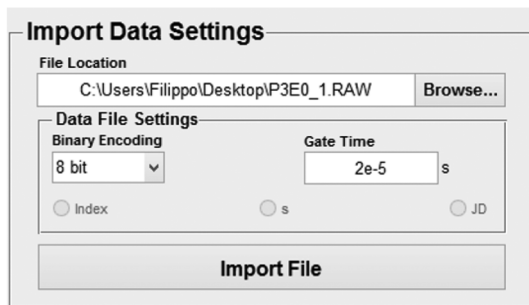 Import Data Settings
File Location
C:\Users\Filippo\Desktop\P3E0_1.RAW Browse...
Data File Settings
Binary Encoding Gate Time
8 bit 2e-5 s
Index s JD
Import File